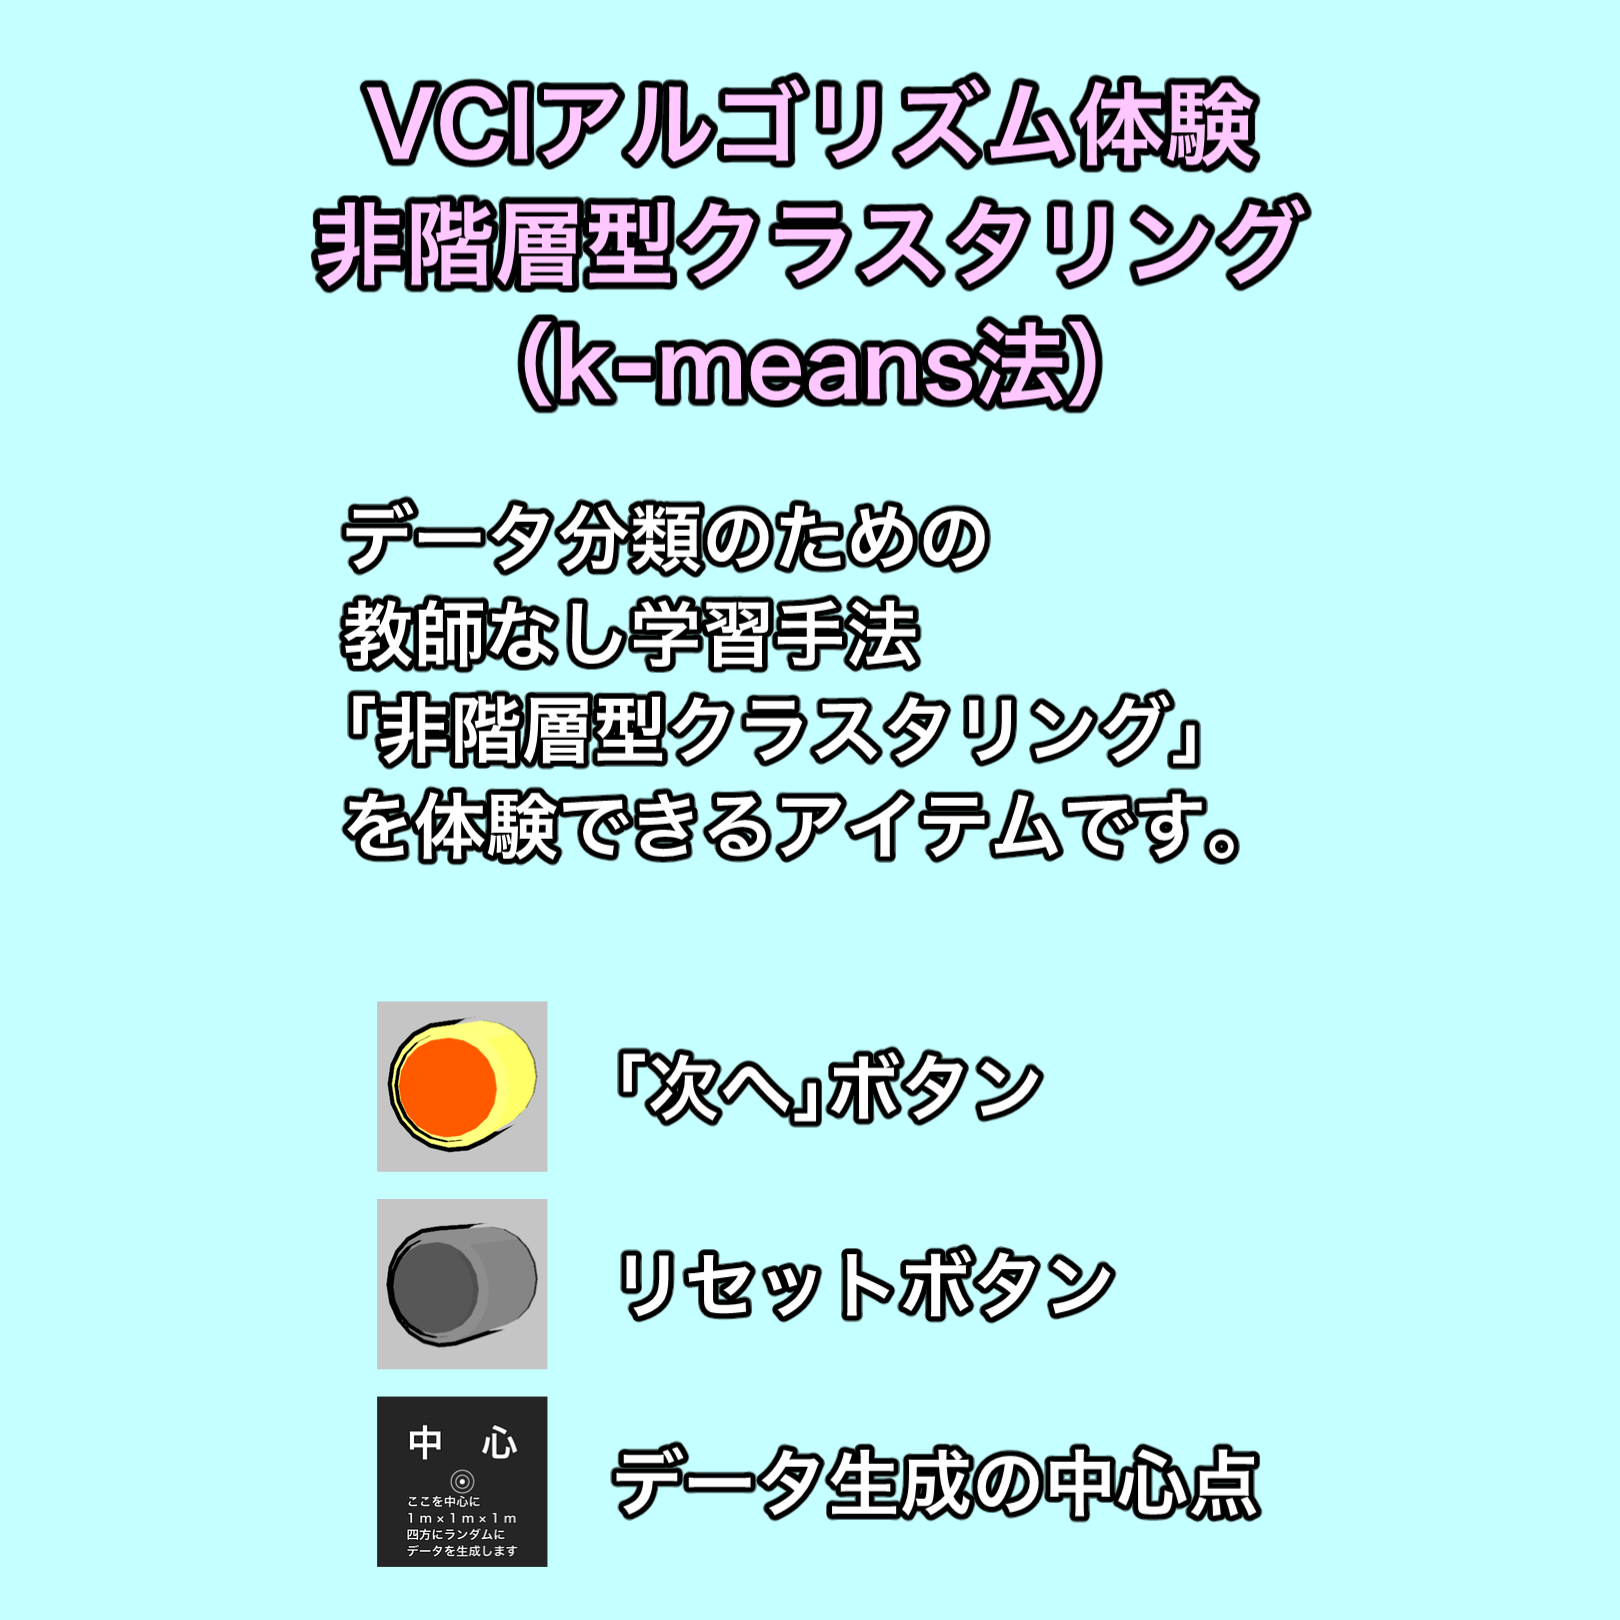 VCIアルゴリズム体験
非階層型クラスタリング
（k-means法）
データ分類のための
教師なし学習手法
「非階層型クラスタリング」
を体験できるアイテムです。
「次へ」ボタン
リセットボタン
中　心
ここを中心に
1ｍ×1ｍ×1ｍ
四方にランダムに
データを生成します
データ生成の中心点